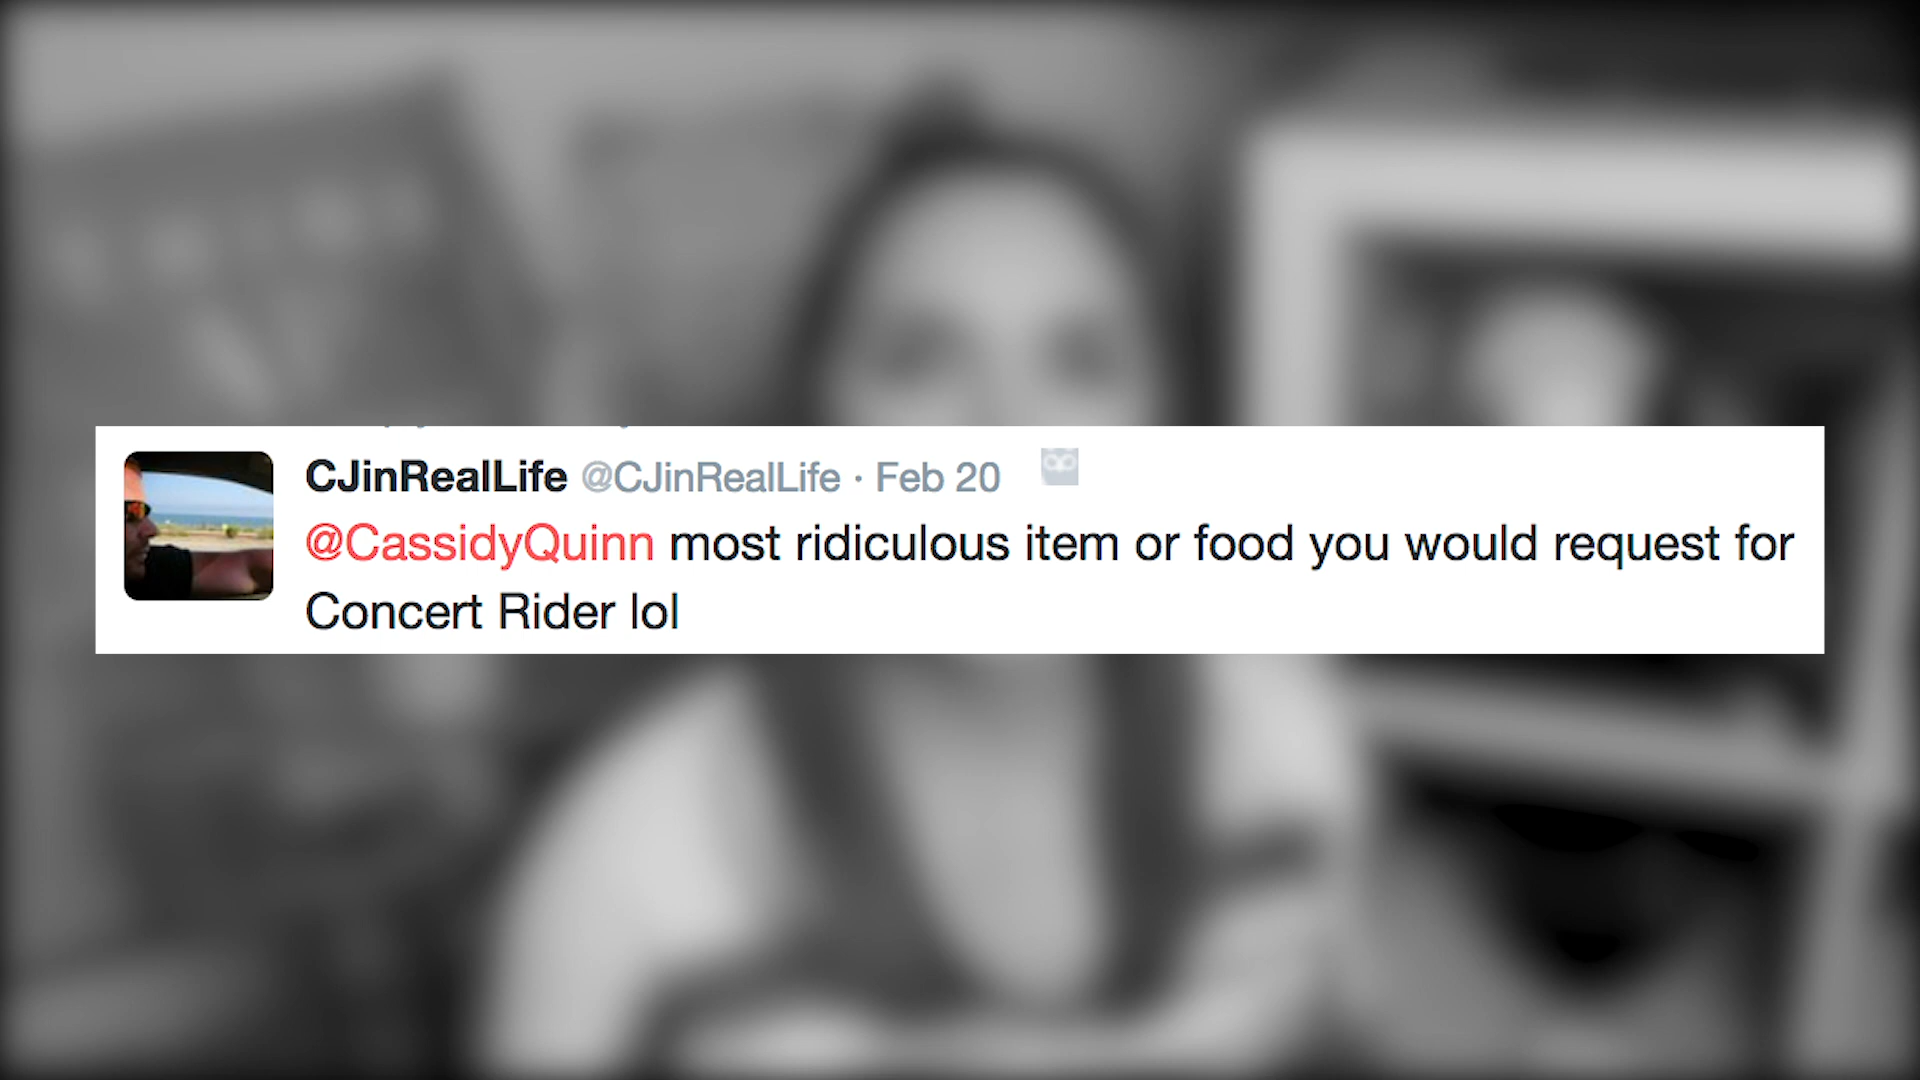 CJinRealLife @CJinRealLife · Feb 20
@CassidyQuinn most ridiculous item or food you would request for
Concert Rider lol